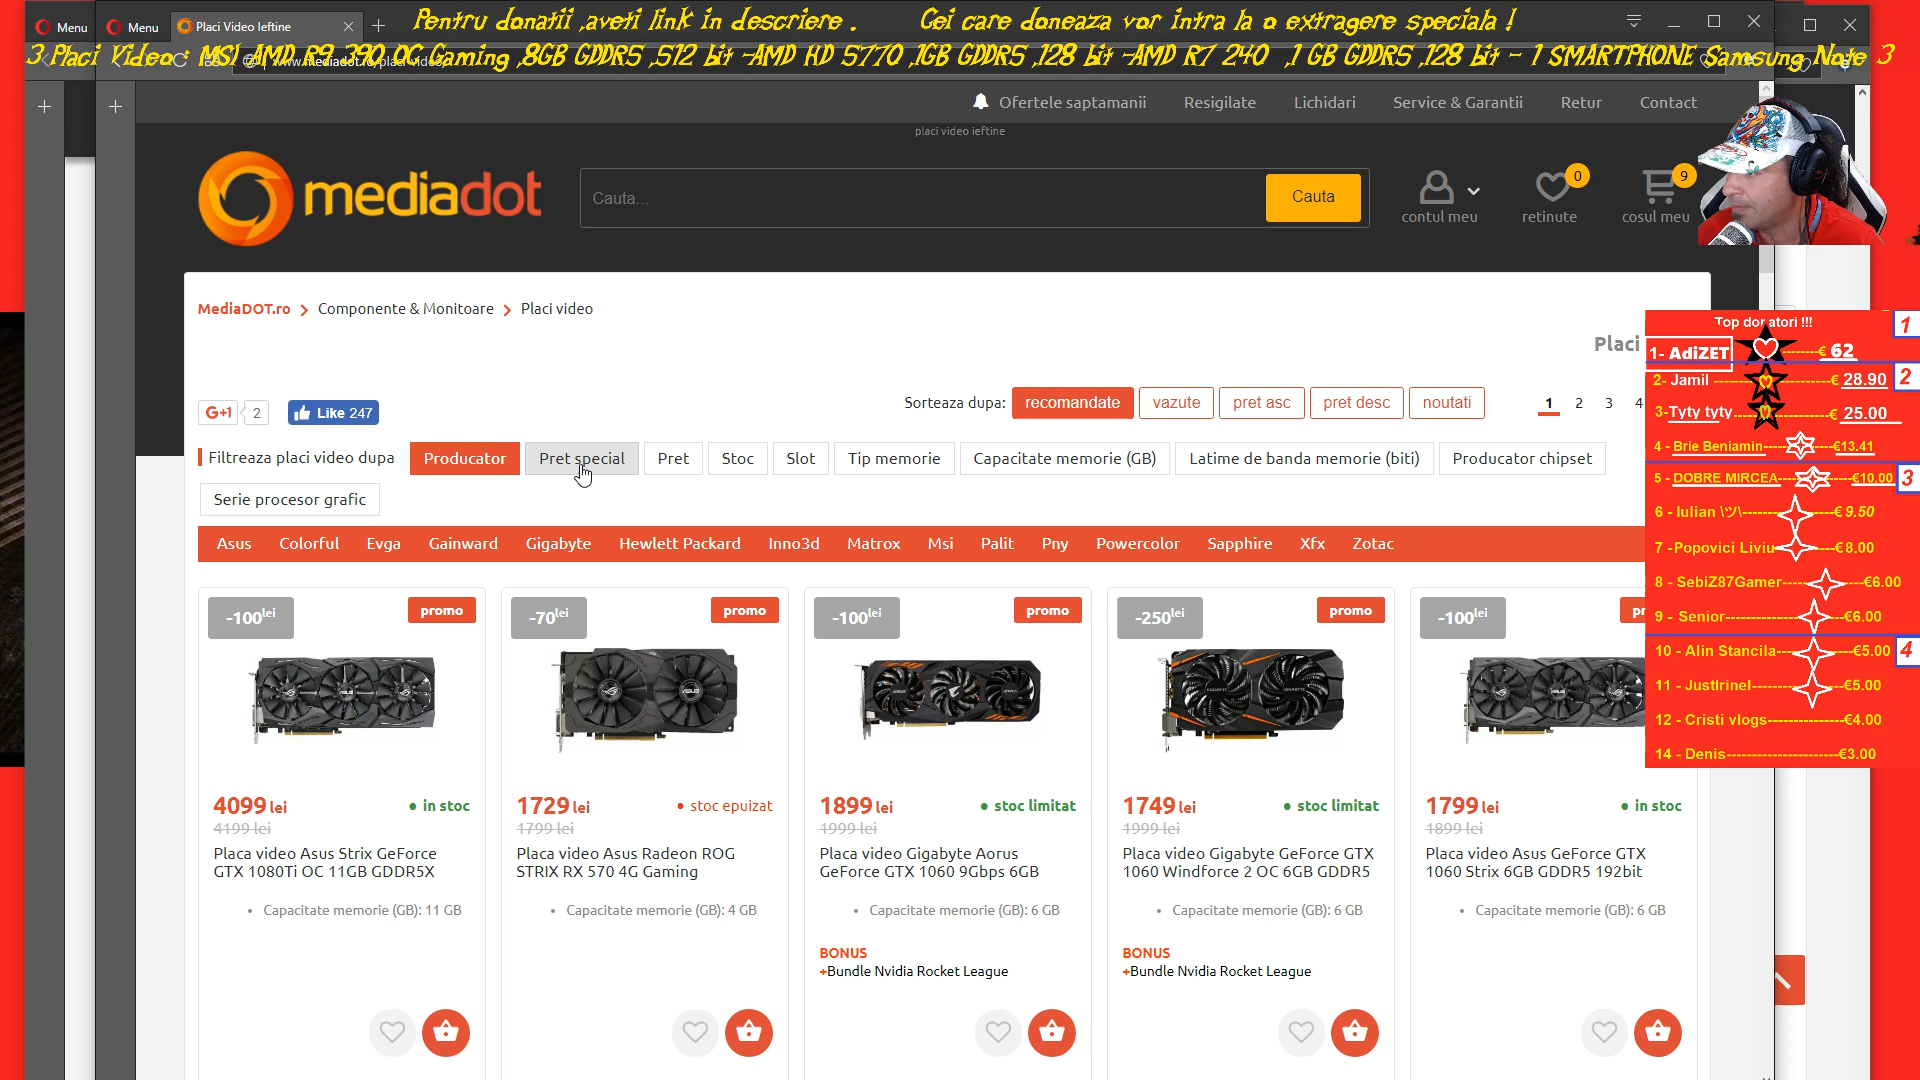 Pentru donatii ,aveti link in descriere . Cei care doneaza vor intra la o extragere speciala !
Menu
Menu
Placi Video Ieftine
3 Placi Video : MSI AMD R9 390 OC Gaming ,8GB GDDR5 ,512 bit -AMD HD 5770 ,1GB GDDR5 ,128 bit -AMD R7 240 ,1 GB GDDR5 ,128 bit - 1 SMARTPHONE Samsung Note 3
Ofertele saptamanii
Resigilate
Lichidari
Service & Garantii
Retur
Contact
placi video ieftine
mediadot
Cauta...
Cauta
contul meu
0
retinute
9
cosul meu
MediaDOT.ro
Componente & Monitoare
Placi video
Placi
G+1
2
Like 247
Sorteaza dupa:
recomandate
vazute
pret asc
pret desc
noutati
1 2 3 4
Filtreaza placi video dupa
Producator
Pret special
Pret
Stoc
Slot
Tip memorie
Capacitate memorie (GB)
Latime de banda memorie (biti)
Producator chipset
Serie procesor grafic
Asus Colorful Evga Gainward Gigabyte Hewlett Packard Inno3d Matrox Msi Palit Pny Powercolor Sapphire Xfx Zotac
-100lei
promo
4099 lei
in stoc
4199 lei
Placa video Asus Strix GeForce
GTX 1080Ti OC 11GB GDDR5X
Capacitate memorie (GB): 11 GB
-70lei
promo
1729 lei
stoc epuizat
1799 lei
Placa video Asus Radeon ROG
STRIX RX 570 4G Gaming
Capacitate memorie (GB): 4 GB
-100lei
promo
AORUS
1899 lei
stoc limitat
1999 lei
Placa video Gigabyte Aorus
GeForce GTX 1060 9Gbps 6GB
Capacitate memorie (GB): 6 GB
BONUS
+Bundle Nvidia Rocket League
-250lei
promo
GIGABYTE
1749 lei
stoc limitat
1999 lei
Placa video Gigabyte GeForce GTX
1060 Windforce 2 OC 6GB GDDR5
Capacitate memorie (GB): 6 GB
BONUS
+Bundle Nvidia Rocket League
-100lei
pr
1799 lei
in stoc
1899 lei
Placa video Asus GeForce GTX
1060 Strix 6GB GDDR5 192bit
Capacitate memorie (GB): 6 GB
Top donatori !!!
1
1- AdiZET --------€ 62
2
2- Jamil ----------€ 28.90
3-Tyty tyty----------€ 25.00
4 - Brie Beniamin----------€13.41
3
5 - DOBRE MIRCEA----------€10.00
6 - Iulian \ツ\----------€ 9.50
7 -Popovici Liviu----------€8.00
8 - SebiZ87Gamer----------€6.00
9 - Senior----------€6.00
4
10 - Alin Stancila----------€5.00
11 - JustIrinel----------€5.00
12 - Cristi vlogs----------€4.00
14 - Denis----------€3.00